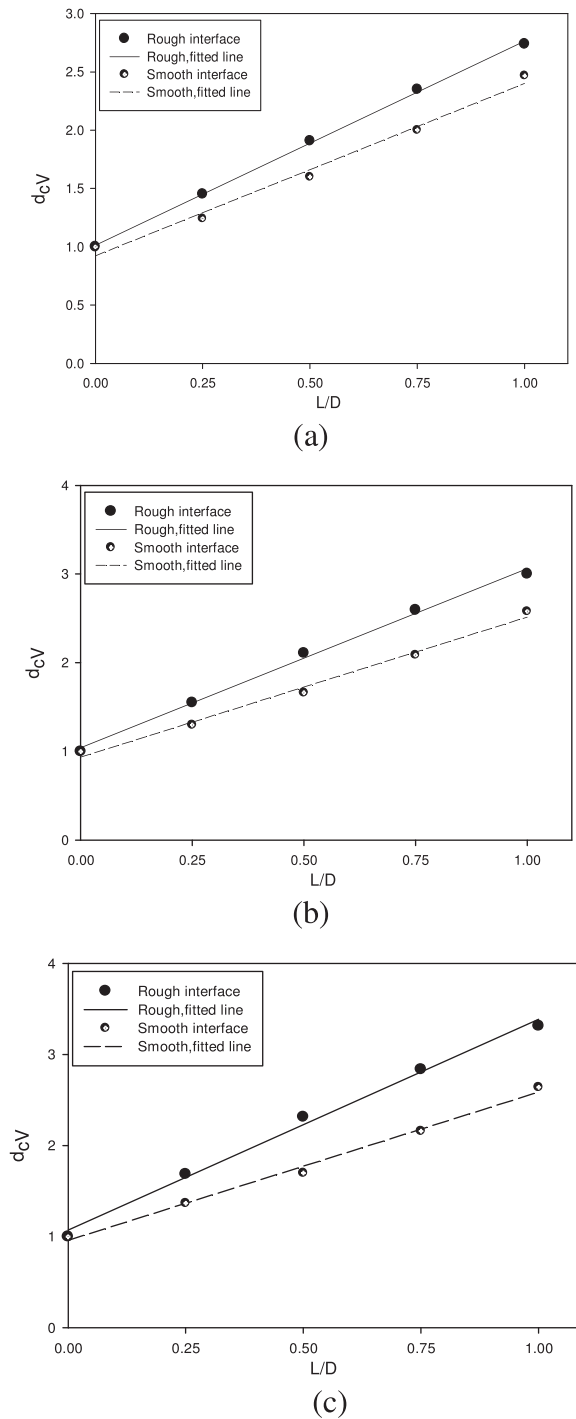 3.0
Rough interface
Rough,fitted line
Smooth interface
Smooth,fitted line
2.5
2.0
1.5
1.0
0.5
0.0
dcV
0.00 0.25 0.50 0.75 1.00
L/D
(a)
4
Rough interface
Rough,fitted line
Smooth interface
Smooth,fitted line
3
2
1
0
dcV
0.00 0.25 0.50 0.75 1.00
L/D
(b)
4
Rough interface
Rough,fitted line
Smooth interface
Smooth,fitted line
3
2
1
0
dcV
0.00 0.25 0.50 0.75 1.00
L/D
(c)